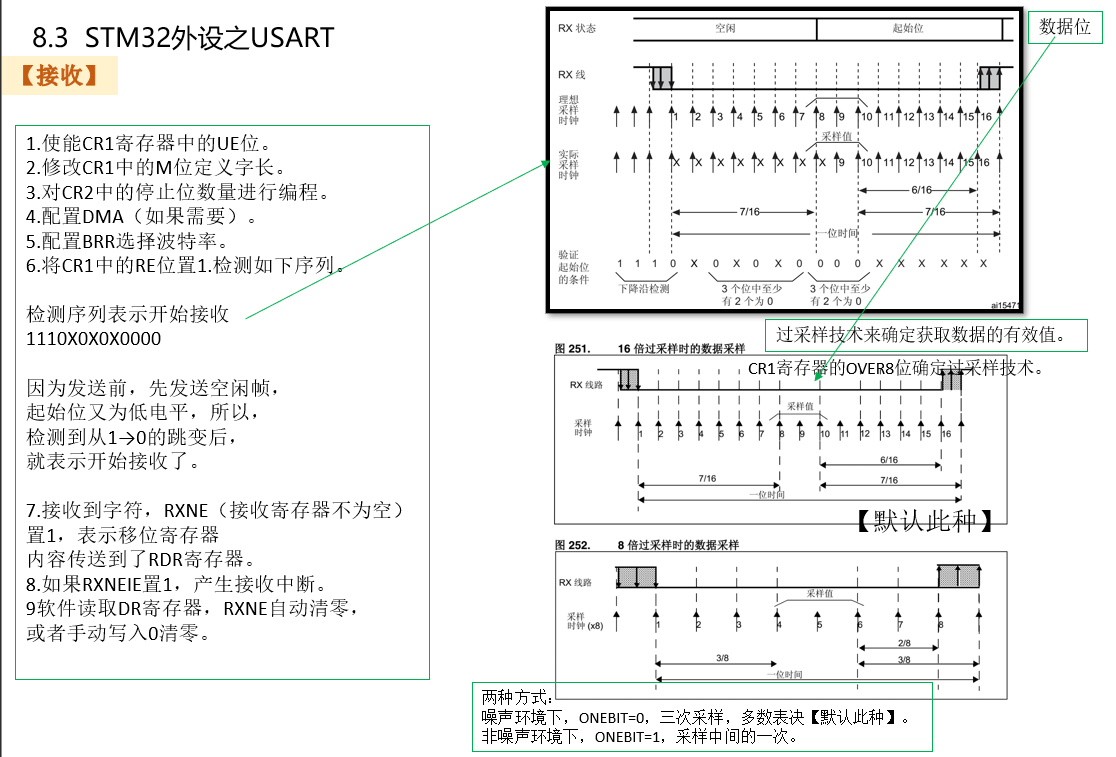 8.3 STM32外设之USART
【接收】
1.使能CR1寄存器中的UE位。
2.修改CR1中的M位定义字长。
3.对CR2中的停止位数量进行编程。
4.配置DMA（如果需要）。
5.配置BRR选择波特率。
6.将CR1中的RE位置1.检测如下序列。
检测序列表示开始接收
1110X0X0X0000
因为发送前，先发送空闲帧，
起始位又为低电平，所以，
检测到从1→0的跳变后，
就表示开始接收了。
7.接收到字符，RXNE（接收寄存器不为空）
置1，表示移位寄存器
内容传送到了RDR寄存器。
8.如果RXNEIE置1，产生接收中断。
9软件读取DR寄存器，RXNE自动清零，
或者手动写入0清零。
RX 状态 空闲 起始位
RX 线
理想
采样
时钟
1 2 3 4 5 6 7 8 9 10 11 12 13 14 15 16
采样值
实际
采样
时钟
X X X X X X X X 9 10 11 12 13 14 15 16
6/16
7/16 7/16
一位时间
验证
起始位
的条件
1 1 1 0 X 0 X 0 X 0 0 0 0 X X X X X X
下降沿检测
3 个位中至少
有 2 个为 0
3 个位中至少
有 2 个为 0
ai15471
数据位
过采样技术来确定获取数据的有效值。
CR1寄存器的OVER8位确定过采样技术。
图 251. 16 倍过采样时的数据采样
RX 线路
采样值
采样
时钟
1 2 3 4 5 6 7 8 9 10 11 12 13 14 15 16
6/16
7/16 7/16
一位时间
【默认此种】
图 252. 8 倍过采样时的数据采样
RX 线路
采样值
采样
时钟 (x8)
1 2 3 4 5 6 7 8
2/8
3/8 3/8
一位时间
两种方式：
噪声环境下，ONEBIT=0，三次采样，多数表决【默认此种】。
非噪声环境下，ONEBIT=1，采样中间的一次。